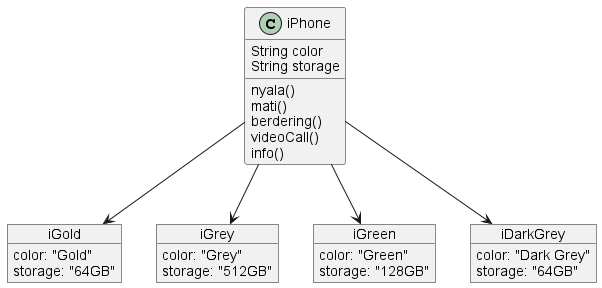 C iPhone
String color
String storage
nyala()
mati()
berdering()
videoCall()
info()
iGold
color: "Gold"
storage: "64GB"
iGrey
color: "Grey"
storage: "512GB"
iGreen
color: "Green"
storage: "128GB"
iDarkGrey
color: "Dark Grey"
storage: "64GB"